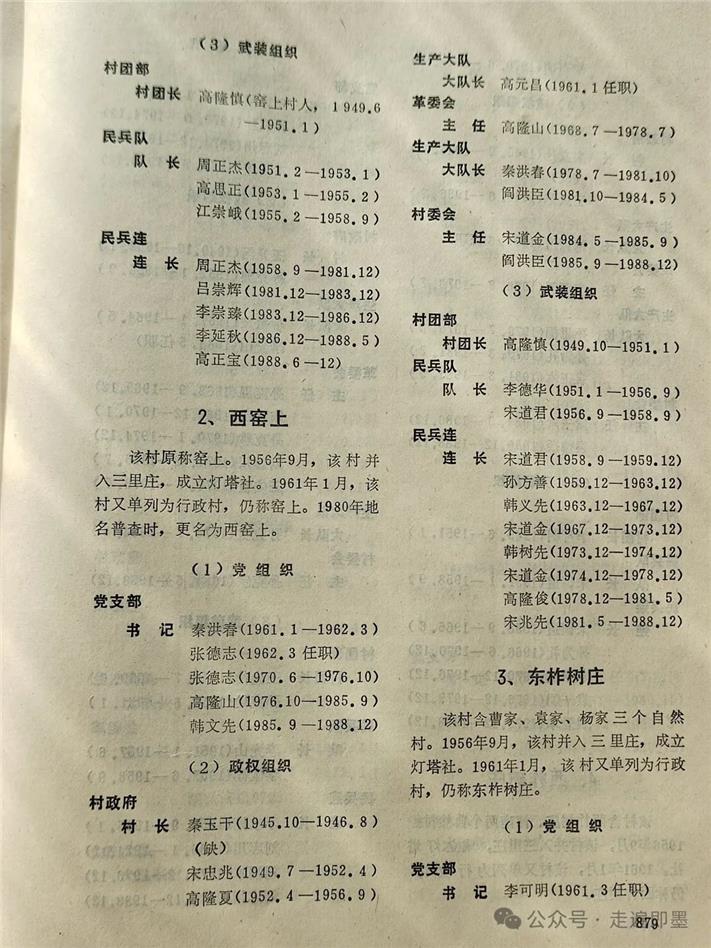 （3）武装组织
村团部
村团长 高隆慎（窑上村人，1949.6
—1951.1）
民兵队
队 长 周正杰（1951.2—1953.1）
高思正（1953.1—1955.2）
江崇峨（1955.2—1958.9）
民兵连
连 长 周正杰（1958.9—1981.12）
吕崇辉（1981.12—1983.12）
李崇臻（1983.12—1986.12）
李延秋（1986.12—1988.5）
高正宝（1988.6—12）
2、西窑上
该村原称窑上。1956年9月，该村并
入三里庄，成立灯塔社。1961年1月，该
村又单列为行政村，仍称窑上。1980年地
名普查时，更名为西窑上。
（1）党组织
党支部
书 记 秦洪春（1961.1—1962.3）
张德志（1962.3任职）
张德志（1970.6—1976.10）
高隆山（1976.10—1985.9）
韩文先（1985.9—1988.12）
（2）政权组织
村政府
村 长 秦玉干（1945.10—1946.8）
（缺）
宋忠兆（1949.7—1952.4）
高隆夏（1952.4—1956.9）
生产大队
大队长 高元昌（1961.1任职）
革委会
主 任 高隆山（1968.7—1978.7）
生产大队
大队长 秦洪春（1978.7—1981.10）
阎洪臣（1981.10—1984.5）
村委会
主 任 宋道金（1984.5—1985.9）
阎洪臣（1985.9—1988.12）
（3）武装组织
村团部
村团长 高隆慎（1949.10—1951.1）
民兵队
队 长 李德华（1951.1—1956.9）
宋道君（1956.9—1958.9）
民兵连
连 长 宋道君（1958.9—1959.12）
孙方善（1959.12—1963.12）
韩义先（1963.12—1967.12）
宋道金（1967.12—1973.12）
韩树先（1973.12—1974.12）
宋道金（1974.12—1978.12）
高隆俊（1978.12—1981.5）
宋兆先（1981.5—1988.12）
3、东柞树庄
该村含曹家、袁家、杨家三个自然
村。1956年9月，该村并入三里庄，成立
灯塔社。1961年1月，该村又单列为行政
村，仍称东柞树庄。
（1）党组织
党支部
书 记 李可明（1961.3任职）
公众号·走遍即墨
879